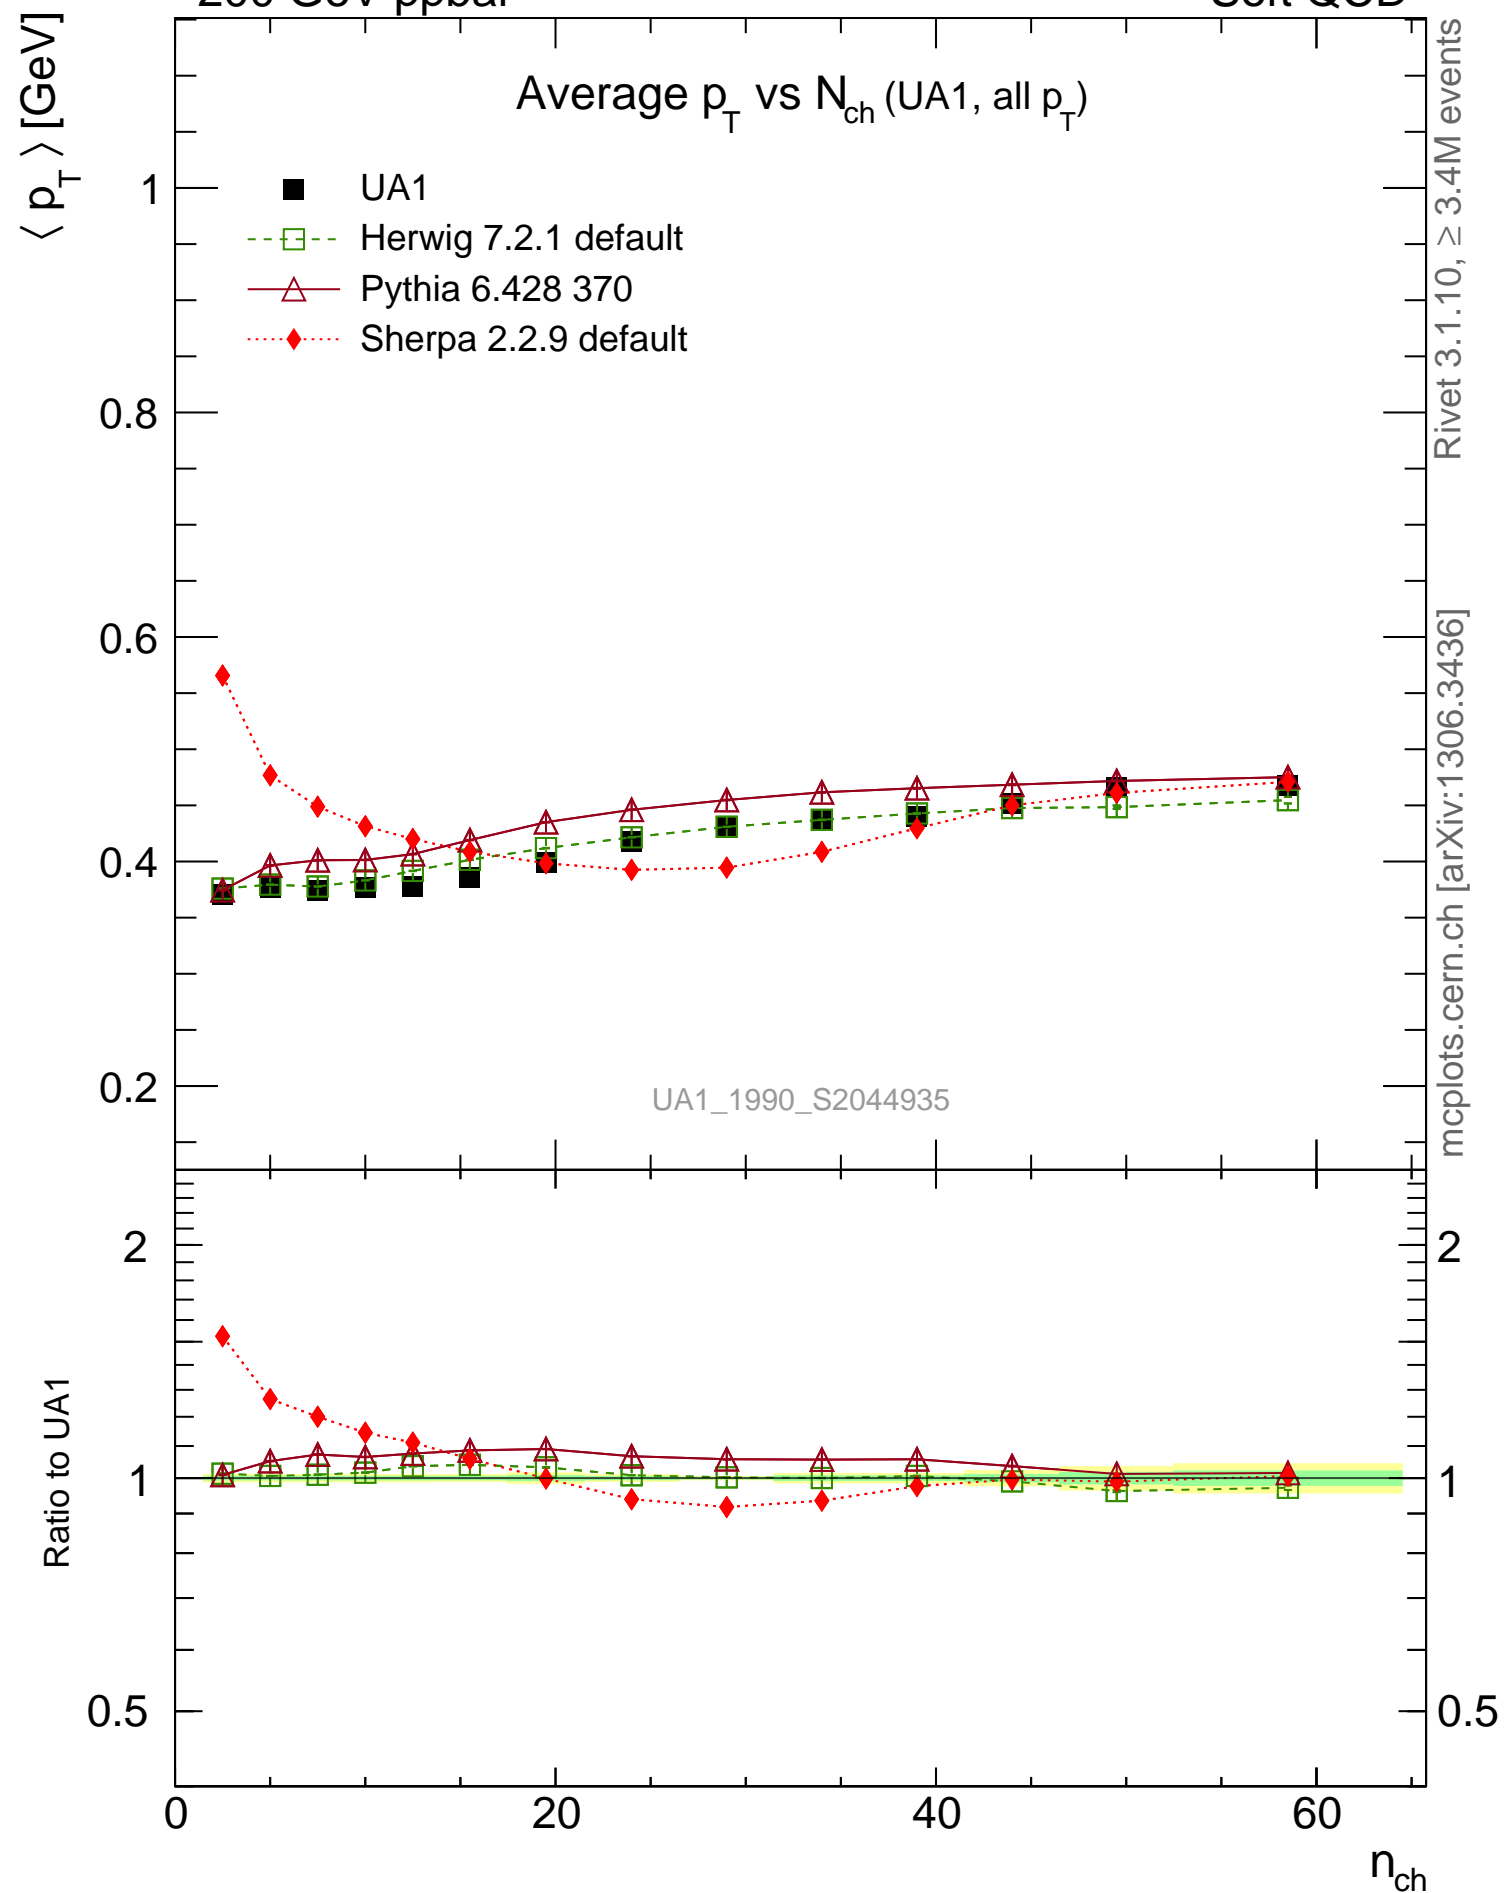 ⟨ p_T ⟩ [GeV]
Average p_T vs N_ch (UA1, all p_T)
UA1
Herwig 7.2.1 default
Pythia 6.428 370
Sherpa 2.2.9 default
1
0.8
0.6
0.4
0.2
UA1_1990_S2044935
Rivet 3.1.10, ≥ 3.4M events
mcplots.cern.ch [arXiv:1306.3436]
Ratio to UA1
2
1
0.5
2
1
0.5
0 20 40 60
n_ch